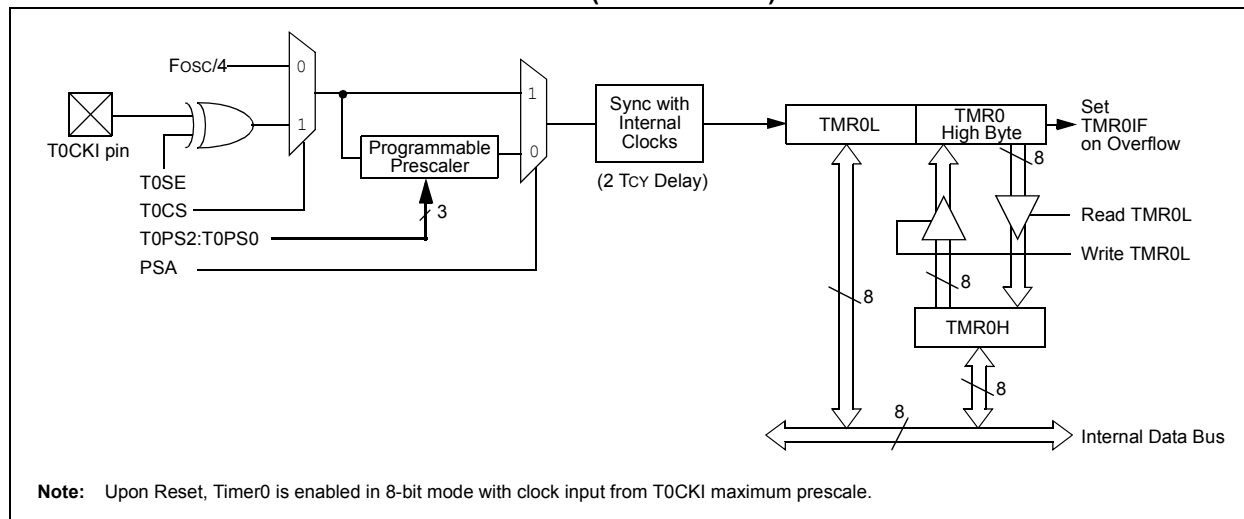 Fosc/4
0
1
T0CKI pin
T0SE
T0CS
T0PS2:T0PS0
PSA
Programmable
Prescaler
3
1
0
Sync with
Internal
Clocks
(2 TCY Delay)
TMR0L
TMR0
High Byte
Set
TMR0IF
on Overflow
8
Read TMR0L
Write TMR0L
8
8
TMR0H
8
8
Internal Data Bus
Note: Upon Reset, Timer0 is enabled in 8-bit mode with clock input from T0CKI maximum prescale.